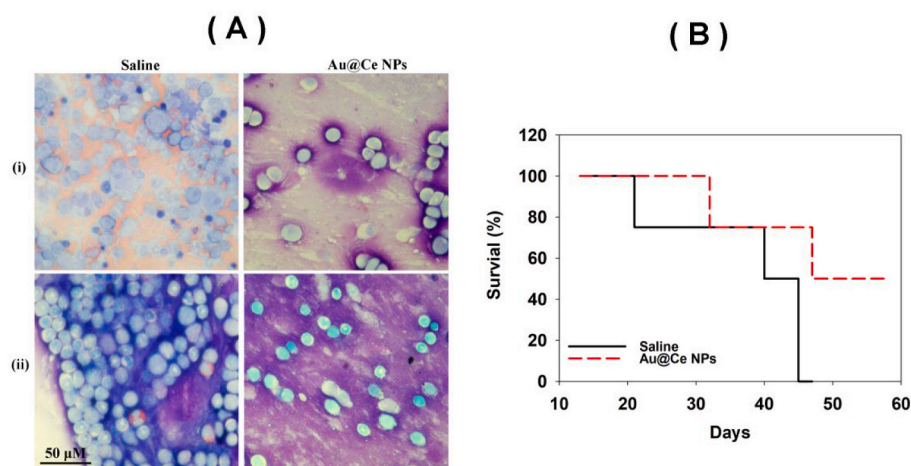 ( A )
Saline Au@Ce NPs
(i)
(ii)
50 µM
( B )
120
100
80
60
40
20
0
Survial (%)
Saline
Au@Ce NPs
10 20 30 40 50 60
Days